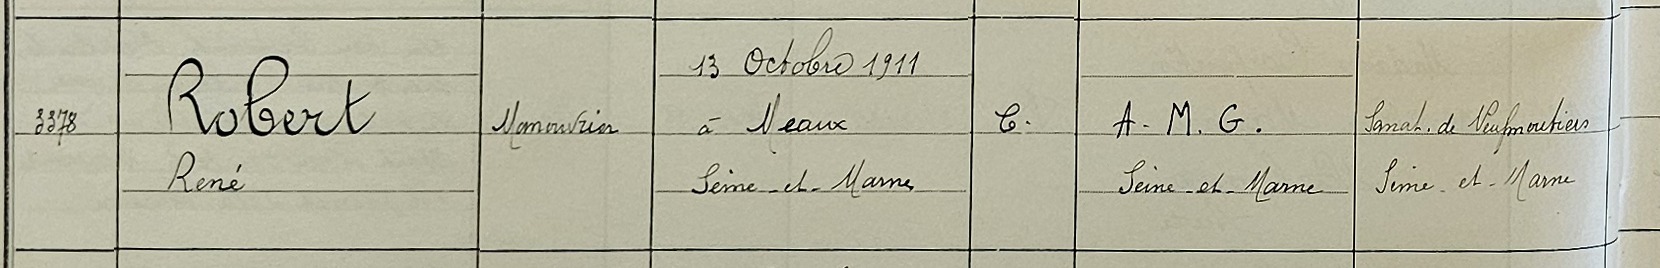 3378
Robert
René
Manouvrier
13 Octobre 1911
à Meaux
Seine-et-Marne
C.
A. M. G.
Seine-et-Marne
Sanat. de Neufmoutiers
Seine-et-Marne